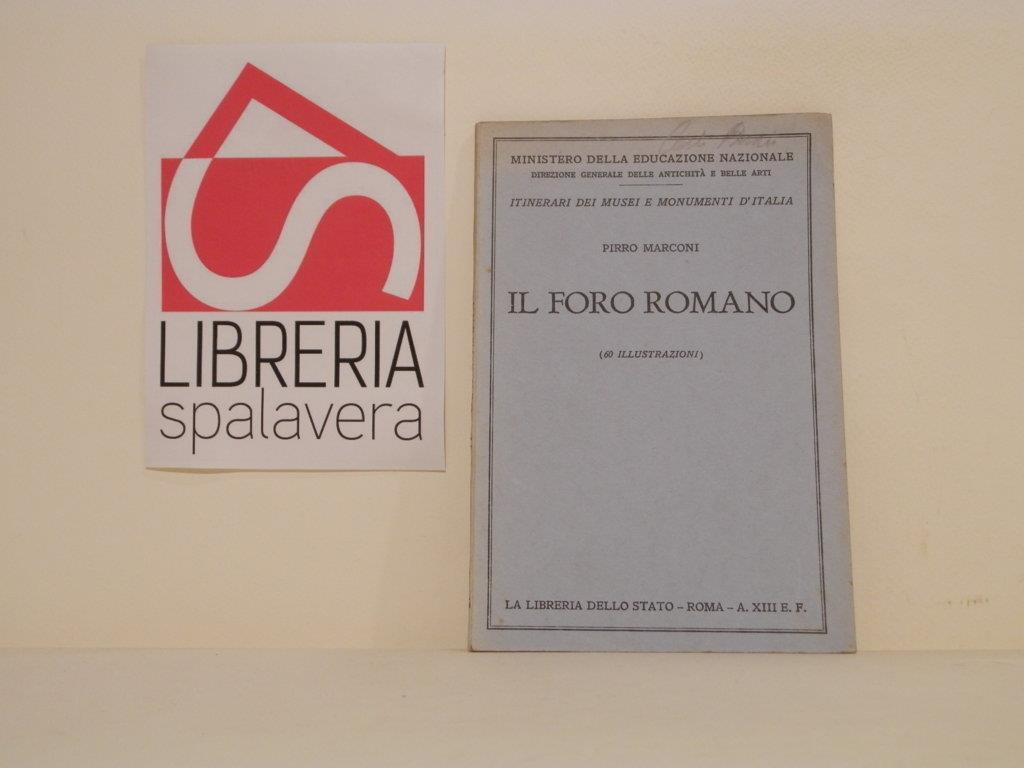 LIBRERIA
spalavera
MINISTERO DELLA EDUCAZIONE NAZIONALE
DIREZIONE GENERALE DELLE ANTICHITÀ E BELLE ARTI
ITINERARI DEI MUSEI E MONUMENTI D'ITALIA
PIRRO MARCONI
IL FORO ROMANO
(60 ILLUSTRAZIONI)
LA LIBRERIA DELLO STATO – ROMA – A. XIII E. F.